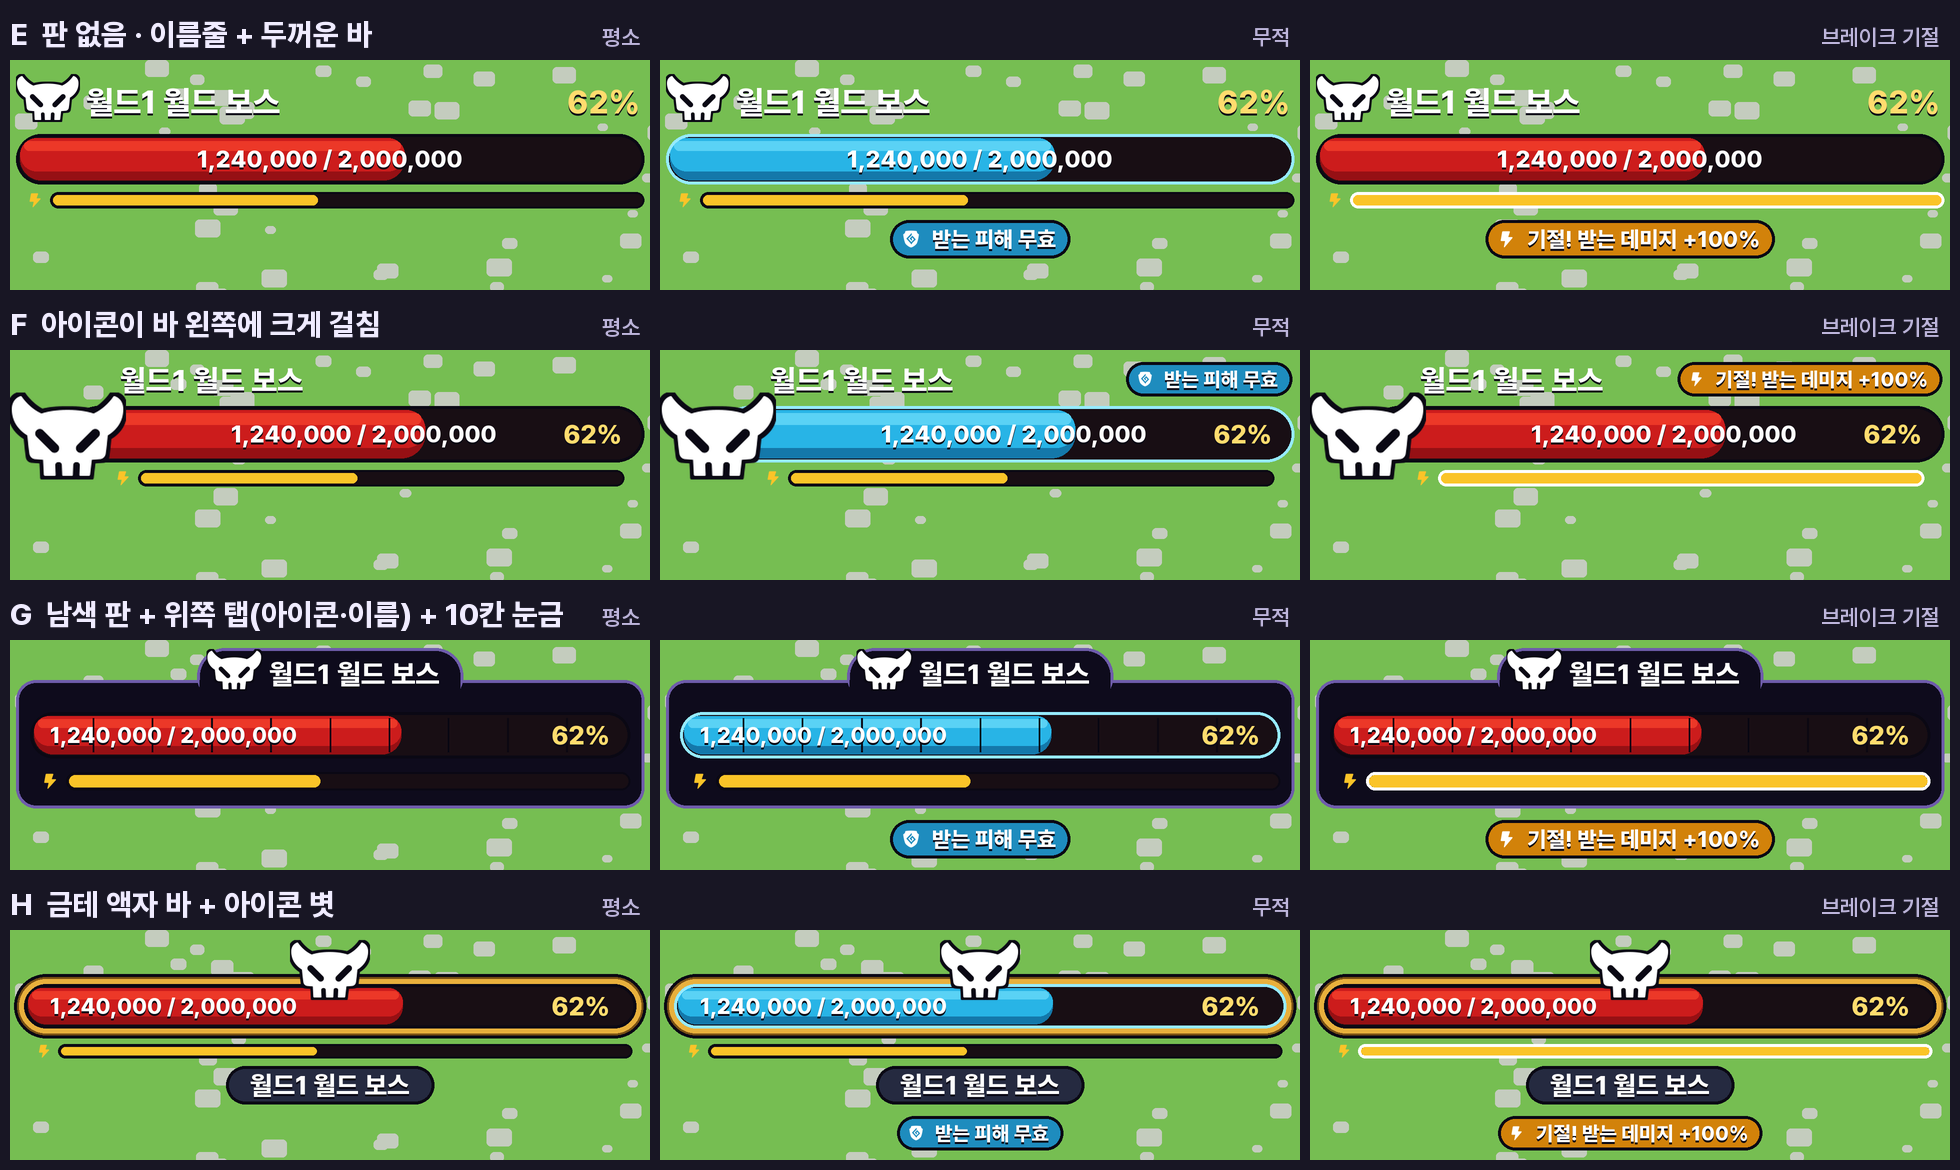 E 판 없음 · 이름줄 + 두꺼운 바 평소 무적 브레이크 기절
월드1 월드 보스 62% 월드1 월드 보스 62% 월드1 월드 보스 62%
1,240,000 / 2,000,000 1,240,000 / 2,000,000 1,240,000 / 2,000,000
받는 피해 무효 기절! 받는 데미지 +100%
F 아이콘이 바 왼쪽에 크게 걸침 평소 무적 브레이크 기절
월드1 월드 보스 월드1 월드 보스 받는 피해 무효 월드1 월드 보스 기절! 받는 데미지 +100%
1,240,000 / 2,000,000 62% 1,240,000 / 2,000,000 62% 1,240,000 / 2,000,000 62%
G 남색 판 + 위쪽 탭(아이콘·이름) + 10칸 눈금 평소 무적 브레이크 기절
월드1 월드 보스 월드1 월드 보스 월드1 월드 보스
1,240,000 / 2,000,000 62% 1,240,000 / 2,000,000 62% 1,240,000 / 2,000,000 62%
받는 피해 무효 기절! 받는 데미지 +100%
H 금테 액자 바 + 아이콘 볏 평소 무적 브레이크 기절
1,240,000 / 2,000,000 62% 1,240,000 / 2,000,000 62% 1,240,000 / 2,000,000 62%
월드1 월드 보스 월드1 월드 보스 월드1 월드 보스
받는 피해 무효 기절! 받는 데미지 +100%